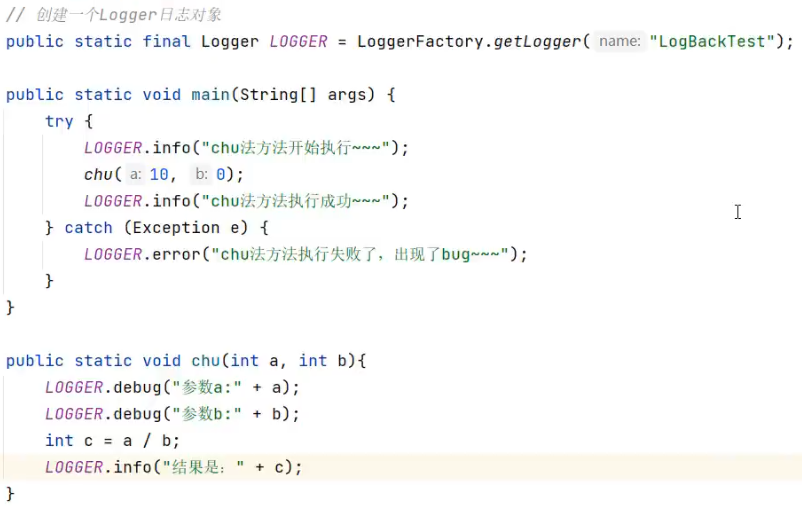 // 创建一个Logger日志对象
public static final Logger LOGGER = LoggerFactory.getLogger( name: "LogBackTest");
public static void main(String[] args) {
try {
LOGGER.info("chu法方法开始执行~~~");
chu( a: 10, b: 0);
LOGGER.info("chu法方法执行成功~~~");
} catch (Exception e) {
LOGGER.error("chu法方法执行失败了，出现了bug~~~");
}
}
public static void chu(int a, int b){
LOGGER.debug("参数a:" + a);
LOGGER.debug("参数b:" + b);
int c = a / b;
LOGGER.info("结果是：" + c);
}